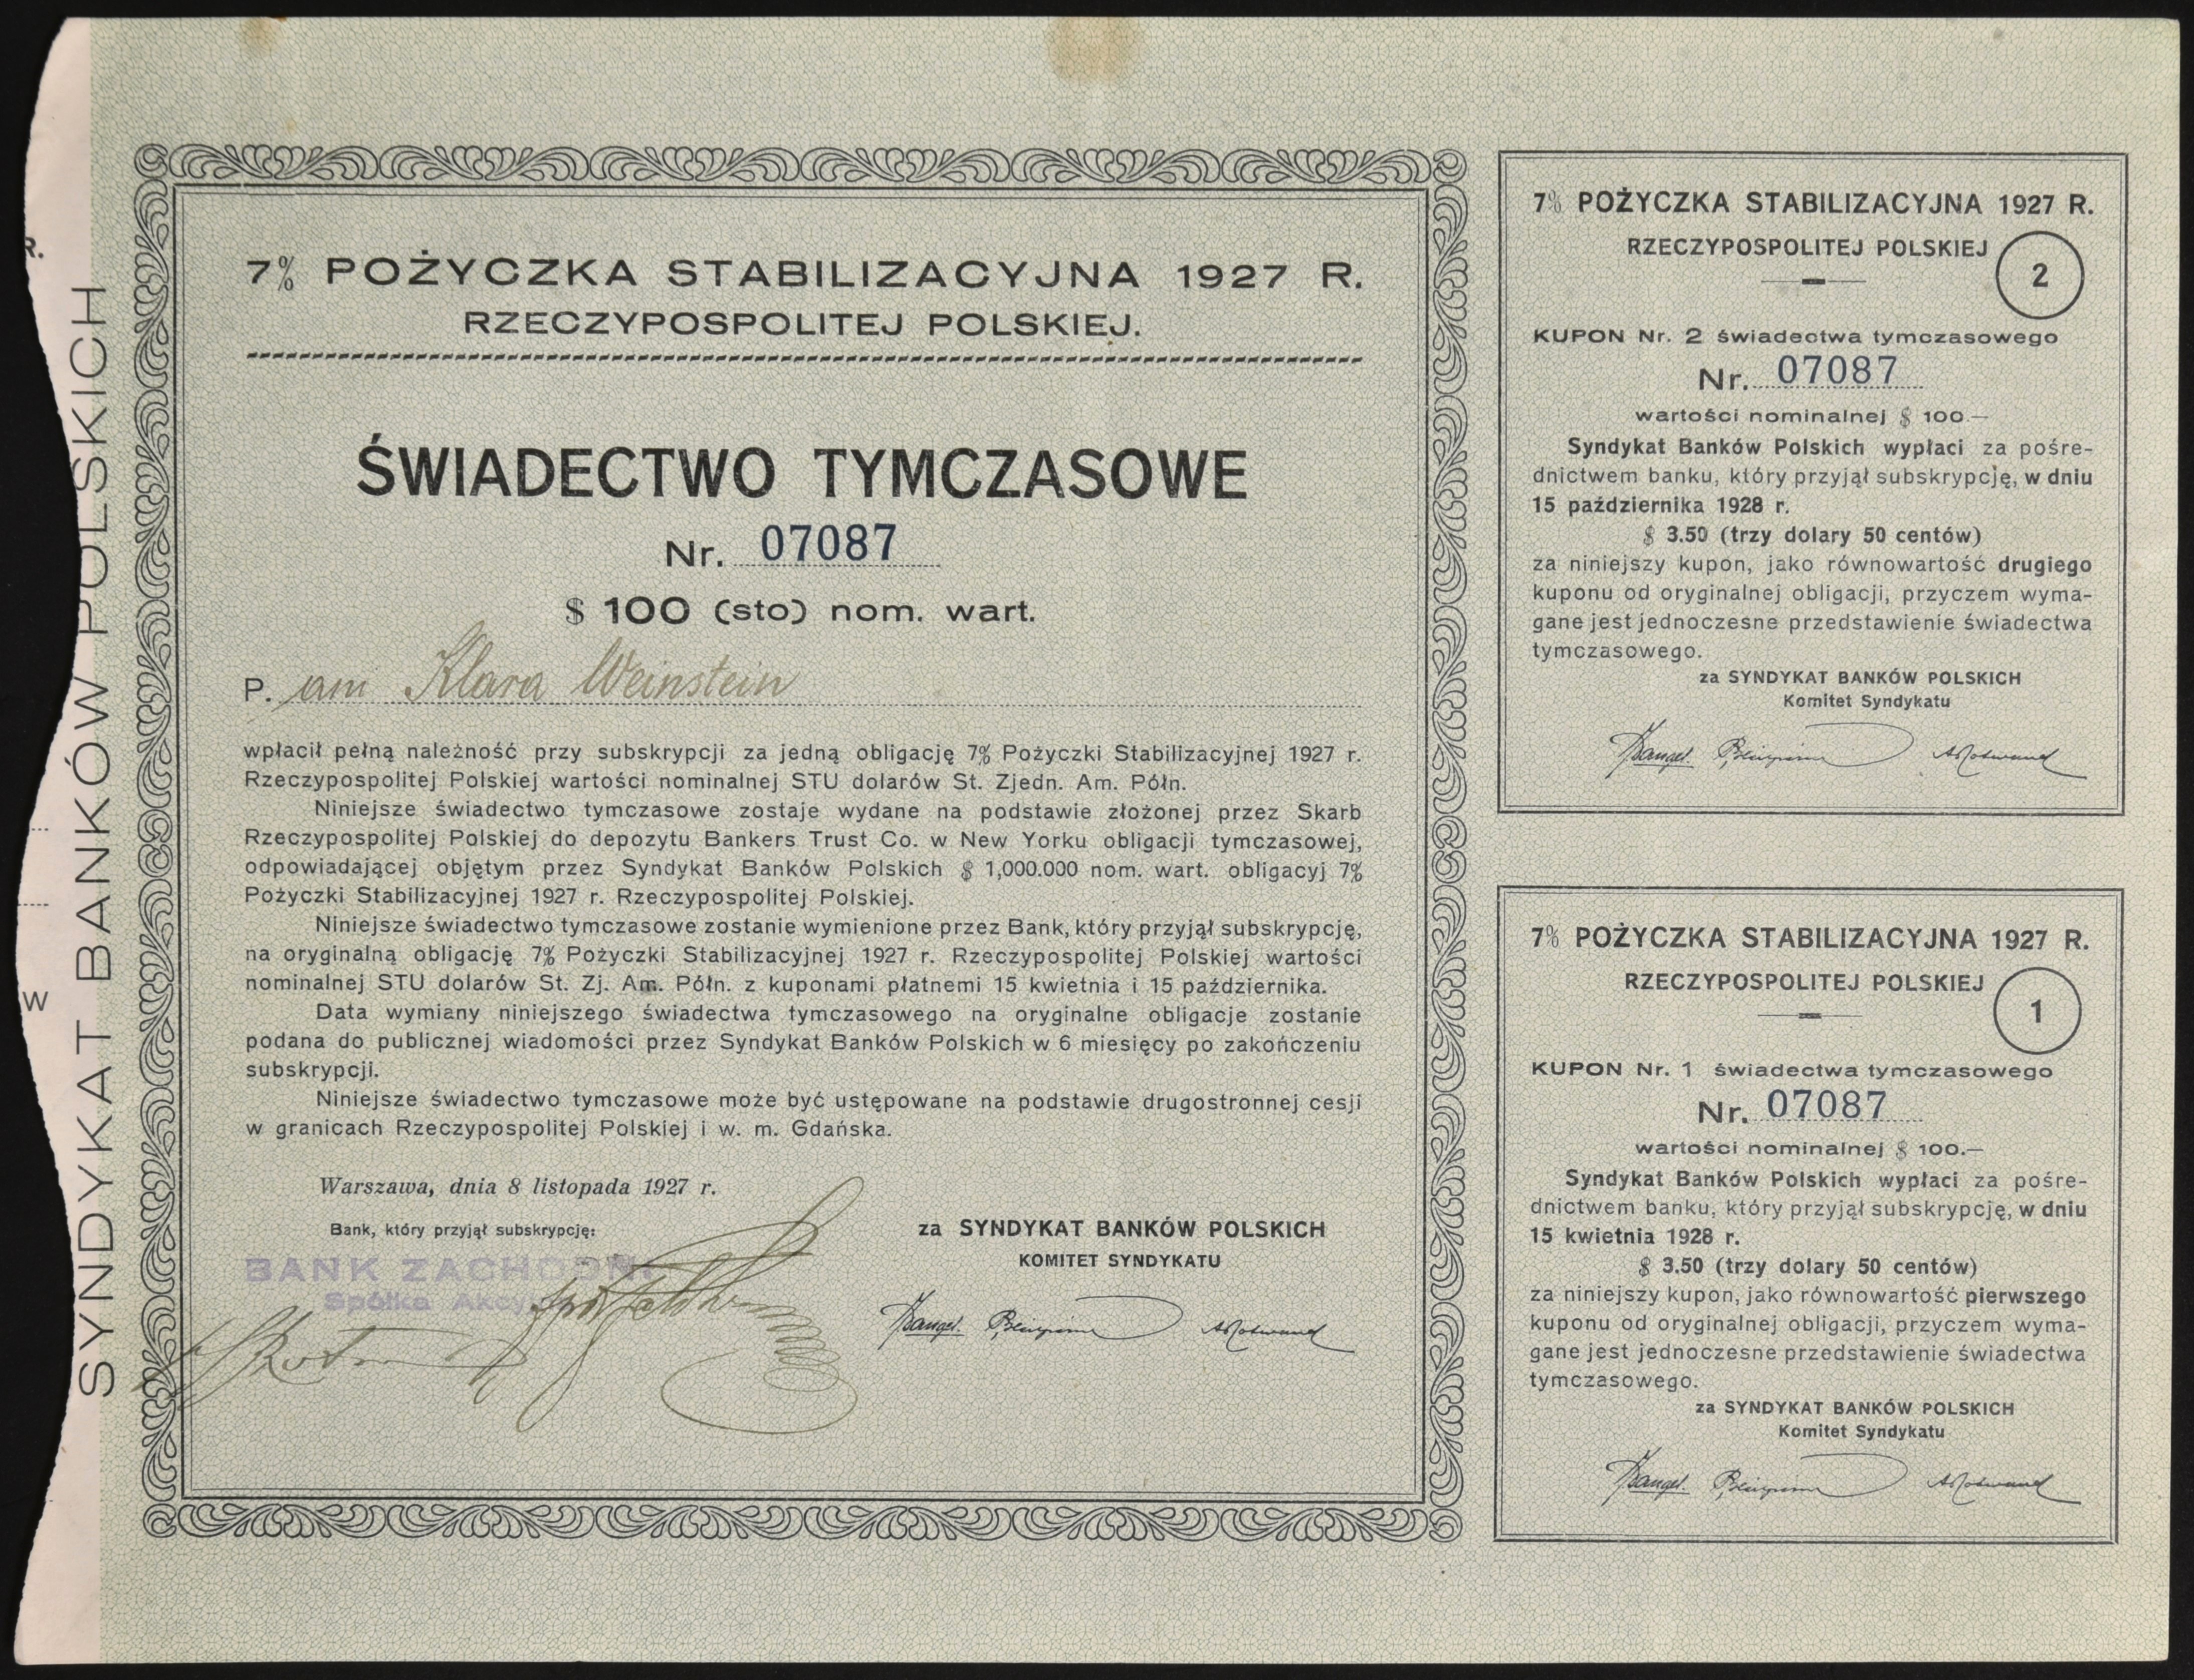 SYNDYKAT BANKÓW POLSKICH
R.
W
7% POŻYCZKA STABILIZACYJNA 1927 R.
RZECZYPOSPOLITEJ POLSKIEJ.
ŚWIADECTWO TYMCZASOWE
Nr. 07087
$ 100 (sto) nom. wart.
P. ani Klara Weinstein
wpłacił pełną należność przy subskrypcji za jedną obligację 7% Pożyczki Stabilizacyjnej 1927 r.
Rzeczypospolitej Polskiej wartości nominalnej STU dolarów St. Zjedn. Am. Półn.
Niniejsze świadectwo tymczasowe zostaje wydane na podstawie złożonej przez Skarb
Rzeczypospolitej Polskiej do depozytu Bankers Trust Co. w New Yorku obligacji tymczasowej,
odpowiadającej objętym przez Syndykat Banków Polskich $ 1,000.000 nom. wart. obligacyj 7%
Pożyczki Stabilizacyjnej 1927 r. Rzeczypospolitej Polskiej.
Niniejsze świadectwo tymczasowe zostanie wymienione przez Bank, który przyjął subskrypcję,
na oryginalną obligację 7% Pożyczki Stabilizacyjnej 1927 r. Rzeczypospolitej Polskiej wartości
nominalnej STU dolarów St. Zj. Am. Półn. z kuponami płatnemi 15 kwietnia i 15 października.
Data wymiany niniejszego świadectwa tymczasowego na oryginalne obligacje zostanie
podana do publicznej wiadomości przez Syndykat Banków Polskich w 6 miesięcy po zakończeniu
subskrypcji.
Niniejsze świadectwo tymczasowe może być ustępowane na podstawie drugostronnej cesji
w granicach Rzeczypospolitej Polskiej i w. m. Gdańska.
Warszawa, dnia 8 listopada 1927 r.
Bank, który przyjął subskrypcję:
BANK ZACHODNI
Spółka
za SYNDYKAT BANKÓW POLSKICH
KOMITET SYNDYKATU
7% POŻYCZKA STABILIZACYJNA 1927 R.
RZECZYPOSPOLITEJ POLSKIEJ
2
KUPON Nr. 2 świadectwa tymczasowego
Nr. 07087
wartości nominalnej $ 100.—
Syndykat Banków Polskich wypłaci za pośre-
dnictwem banku, który przyjął subskrypcję, w dniu
15 października 1928 r.
$ 3.50 (trzy dolary 50 centów)
za niniejszy kupon, jako równowartość drugiego
kuponu od oryginalnej obligacji, przyczem wyma-
gane jest jednoczesne przedstawienie świadectwa
tymczasowego.
za SYNDYKAT BANKÓW POLSKICH
Komitet Syndykatu
7% POŻYCZKA STABILIZACYJNA 1927 R.
RZECZYPOSPOLITEJ POLSKIEJ
1
KUPON Nr. 1 świadectwa tymczasowego
Nr. 07087
wartości nominalnej $ 100.—
Syndykat Banków Polskich wypłaci za pośre-
dnictwem banku, który przyjął subskrypcję, w dniu
15 kwietnia 1928 r.
$ 3.50 (trzy dolary 50 centów)
za niniejszy kupon, jako równowartość pierwszego
kuponu od oryginalnej obligacji, przyczem wyma-
gane jest jednoczesne przedstawienie świadectwa
tymczasowego.
za SYNDYKAT BANKÓW POLSKICH
Komitet Syndykatu